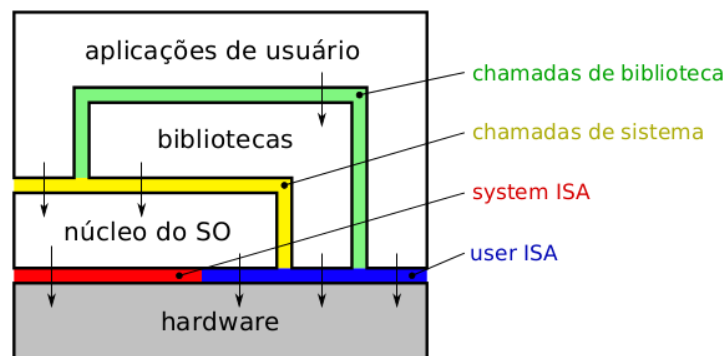 aplicações de usuário
chamadas de biblioteca
bibliotecas
chamadas de sistema
system ISA
núcleo do SO
user ISA
hardware